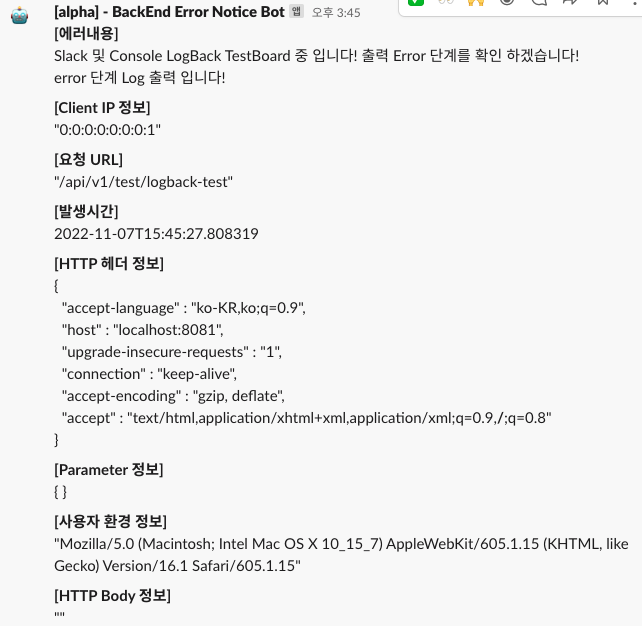 [alpha] - BackEnd Error Notice Bot 앱 오후 3:45
[에러내용]
Slack 및 Console LogBack TestBoard 중 입니다! 출력 Error 단계를 확인 하겠습니다!
error 단계 Log 출력 입니다!
[Client IP 정보]
"0:0:0:0:0:0:0:1"
[요청 URL]
"/api/v1/test/logback-test"
[발생시간]
2022-11-07T15:45:27.808319
[HTTP 헤더 정보]
{
"accept-language" : "ko-KR,ko;q=0.9",
"host" : "localhost:8081",
"upgrade-insecure-requests" : "1",
"connection" : "keep-alive",
"accept-encoding" : "gzip, deflate",
"accept" : "text/html,application/xhtml+xml,application/xml;q=0.9,/;q=0.8"
}
[Parameter 정보]
{ }
[사용자 환경 정보]
"Mozilla/5.0 (Macintosh; Intel Mac OS X 10_15_7) AppleWebKit/605.1.15 (KHTML, like
Gecko) Version/16.1 Safari/605.1.15"
[HTTP Body 정보]
""